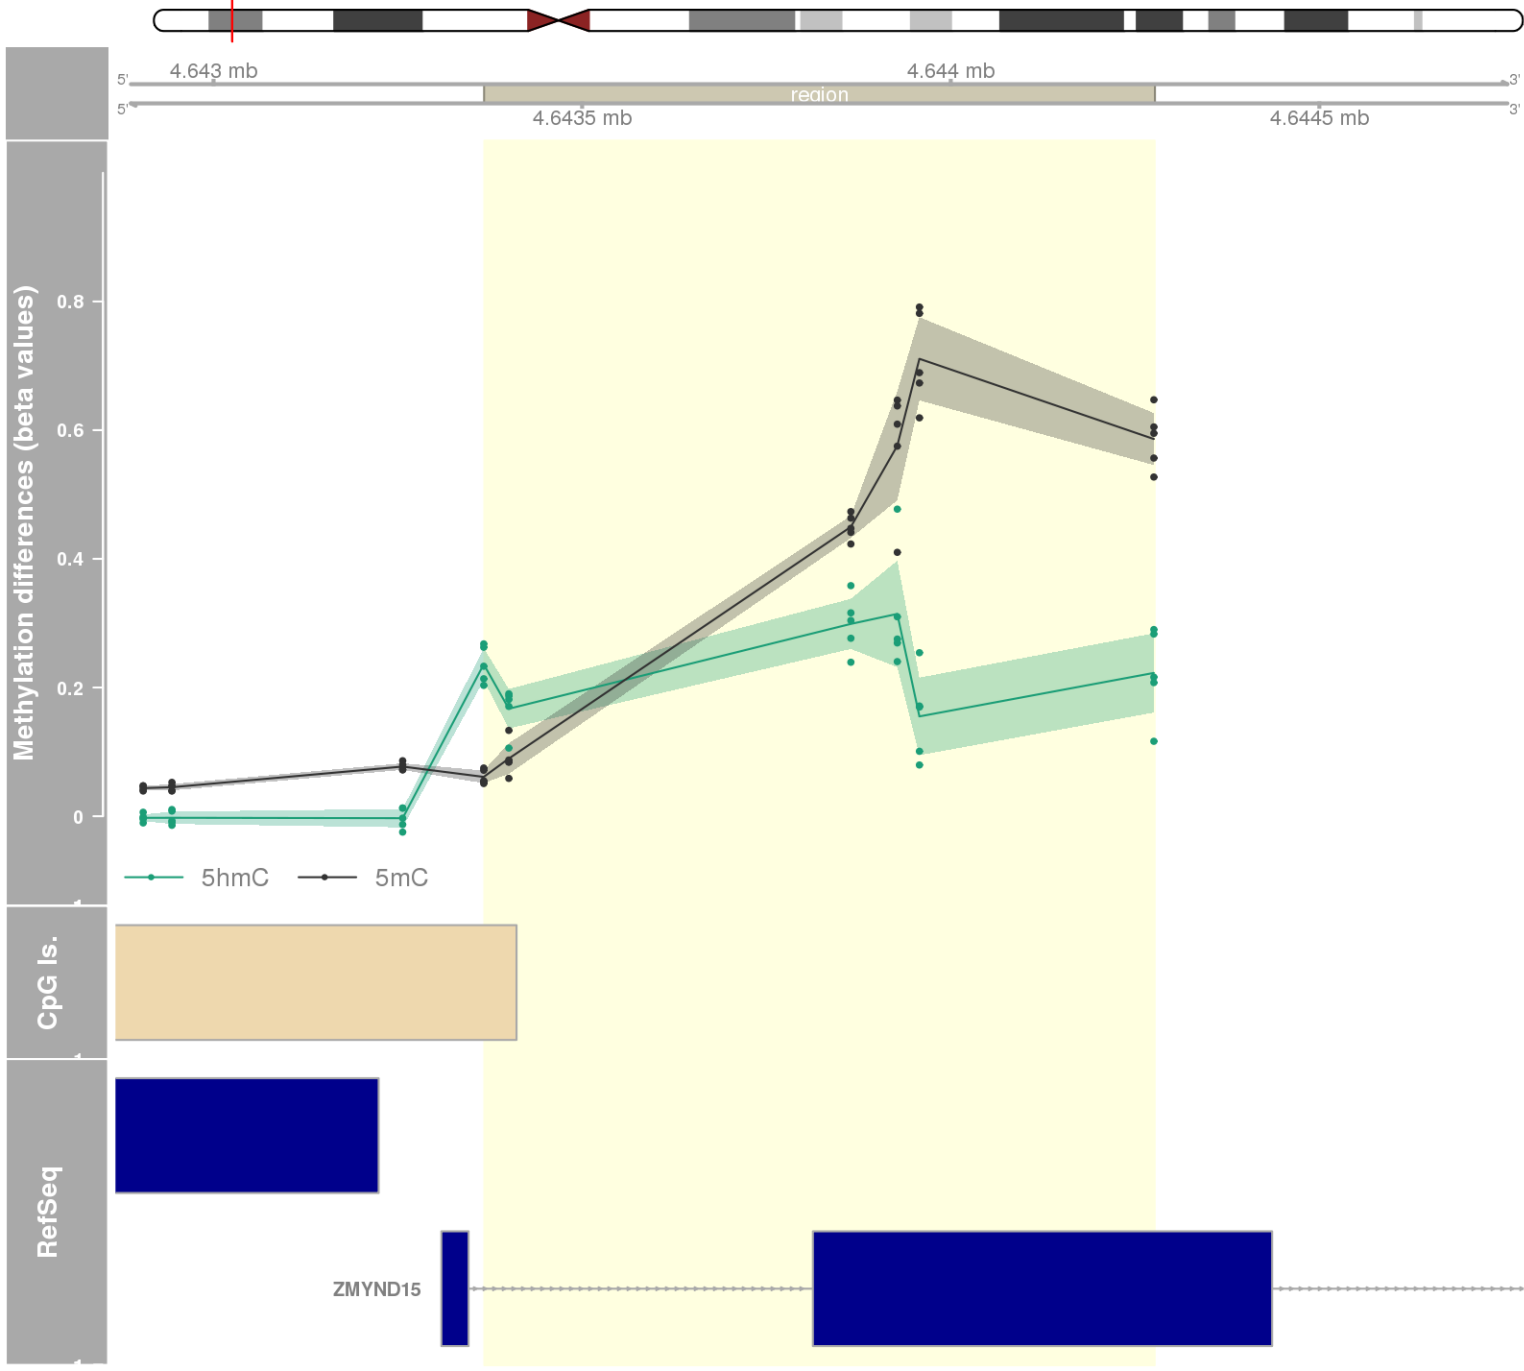 4.643 mb
4.644 mb
5'
3'
region
5'
3'
4.6435 mb
4.6445 mb
Methylation differences (beta values)
0.8
0.6
0.4
0.2
0
5hmC
5mC
CpG Is.
RefSeq
ZMYND15